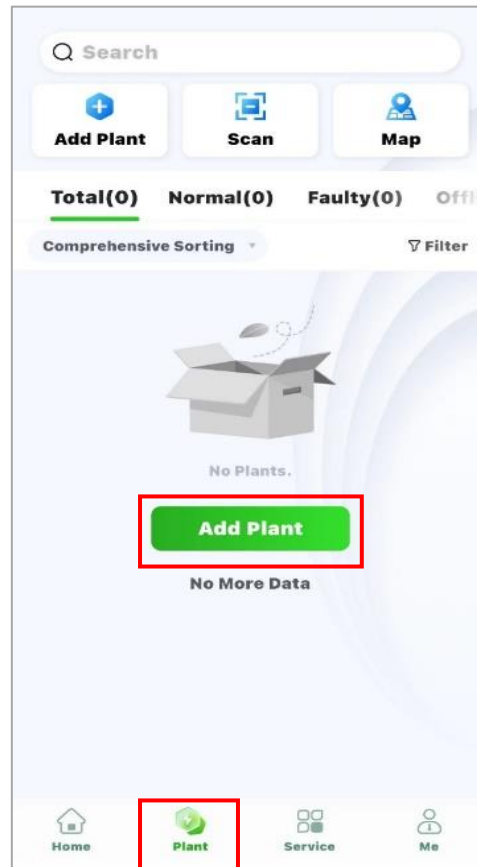 Search
Add Plant Scan Map
Total(0) Normal(0) Faulty(0) Offl
Comprehensive Sorting Filter
No Plants.
Add Plant
No More Data
Home Plant Service Me